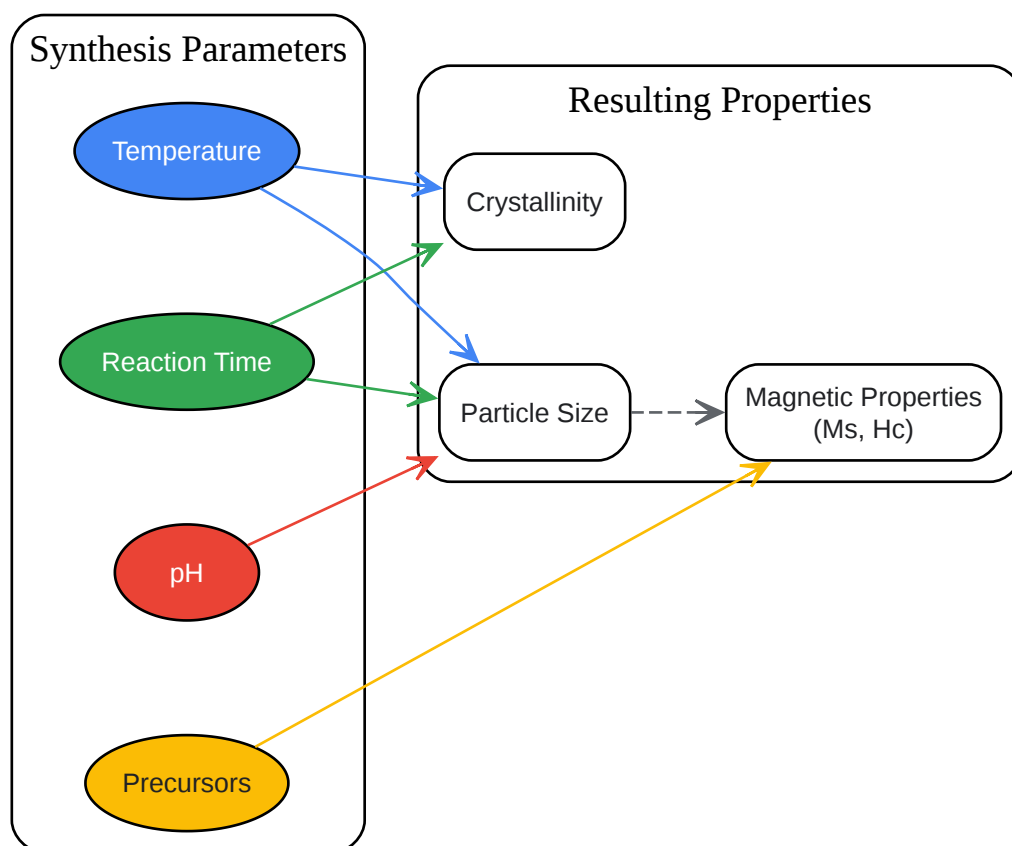 Synthesis Parameters
Temperature
Reaction Time
pH
Precursors
Resulting Properties
Crystallinity
Particle Size
Magnetic Properties
(Ms, Hc)